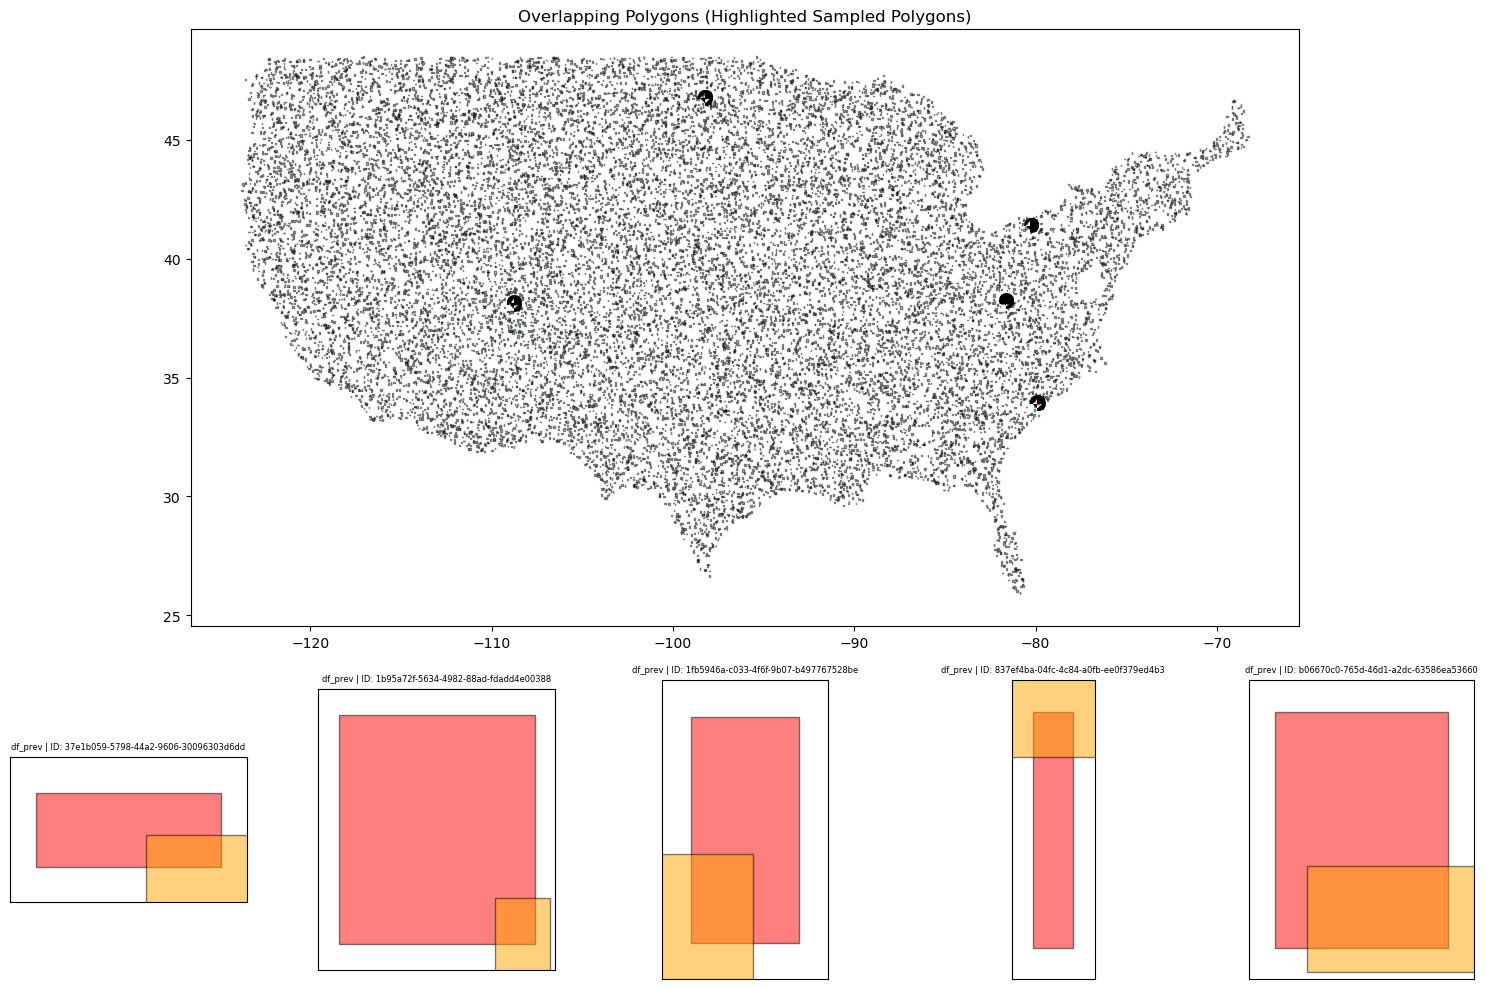 Overlapping Polygons (Highlighted Sampled Polygons)
45
40
35
30
25
−120
−110
−100
−90
−80
−70
df_prev | ID: 37e1b059-5798-44a2-9606-30096303d6dd
df_prev | ID: 1b95a72f-5634-4982-88ad-fdadd4e00388
df_prev | ID: 1fb5946a-c033-4f6f-9b07-b497767528be
df_prev | ID: 837ef4ba-04fc-4c84-a0fb-ee0f379ed4b3
df_prev | ID: b06670c0-765d-46d1-a2dc-63586ea53660